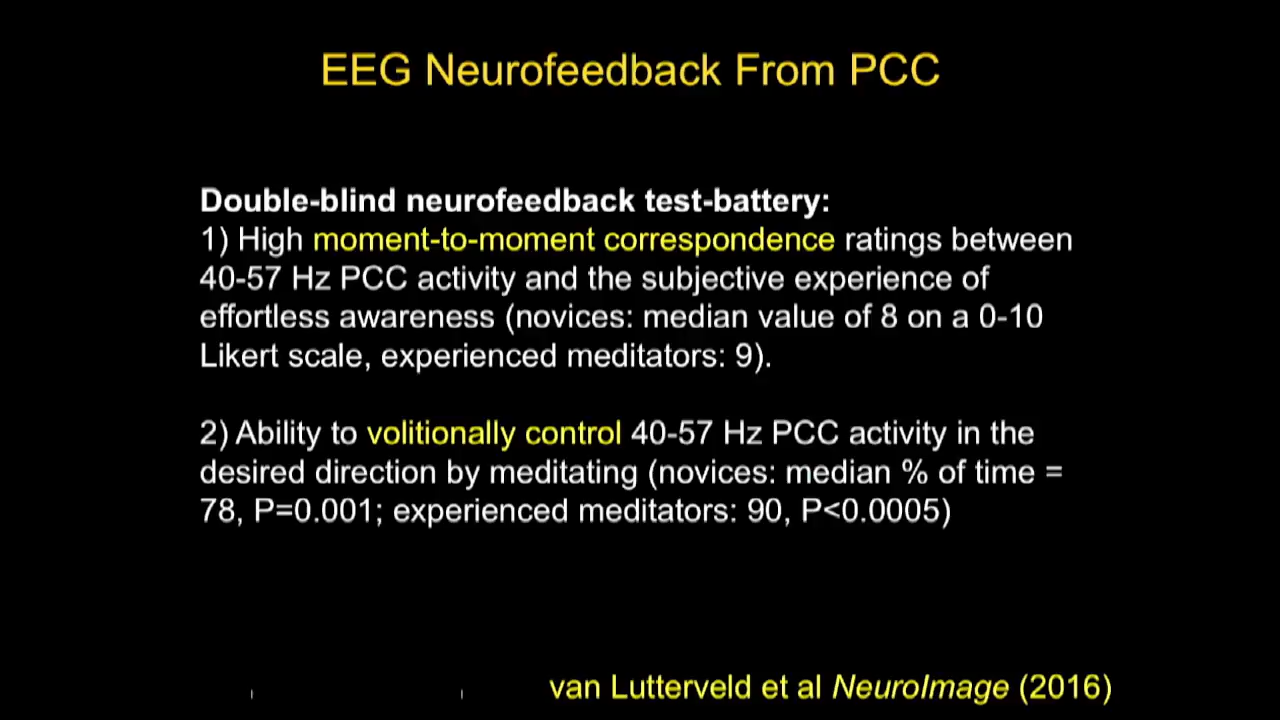 EEG Neurofeedback From PCC
Double-blind neurofeedback test-battery:
1) High moment-to-moment correspondence ratings between
40-57 Hz PCC activity and the subjective experience of
effortless awareness (novices: median value of 8 on a 0-10
Likert scale, experienced meditators: 9).
2) Ability to volitionally control 40-57 Hz PCC activity in the
desired direction by meditating (novices: median % of time =
78, P=0.001; experienced meditators: 90, P<0.0005)
van Lutterveld et al NeuroImage (2016)